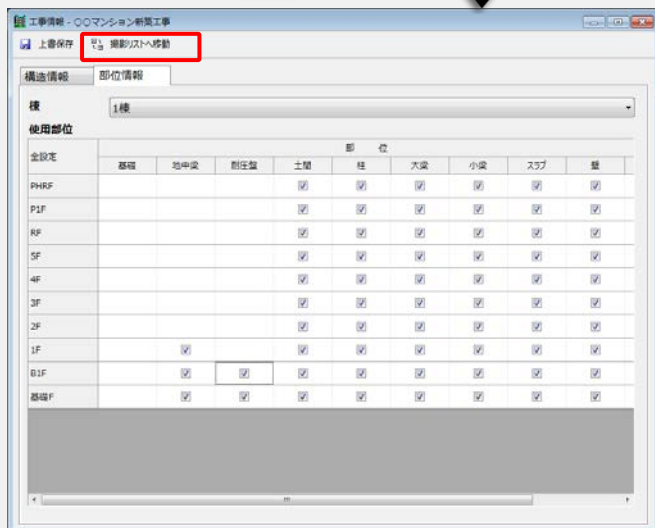 工事情報 - 〇〇マンション新築工事
上書保存 撮影リストへ移動
構造情報 部位情報
棟 1棟
使用部位
全設定 部 位
基礎 地中梁 耐圧盤 土間 柱 大梁 小梁 スラブ 壁
PHRF
P1F
RF
5F
4F
3F
2F
1F
B1F
基礎F